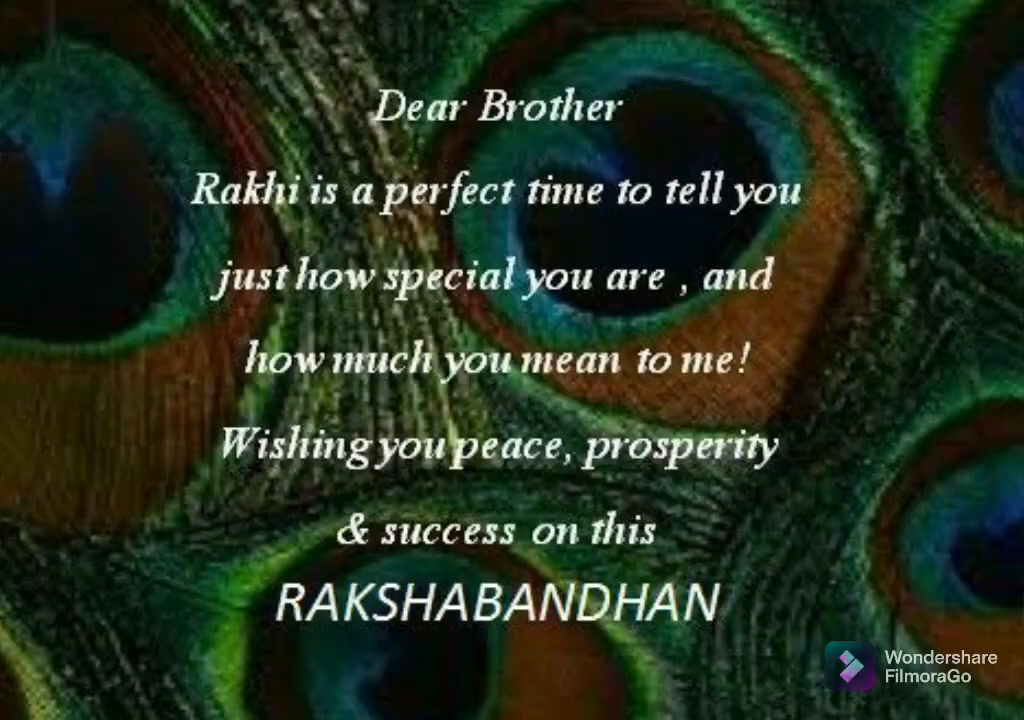 Dear Brother
Rakhi is a perfect time to tell you
just how special you are , and
how much you mean to me!
Wishing you peace, prosperity
& success on this
RAKSHABANDHAN
Wondershare
FilmoraGo